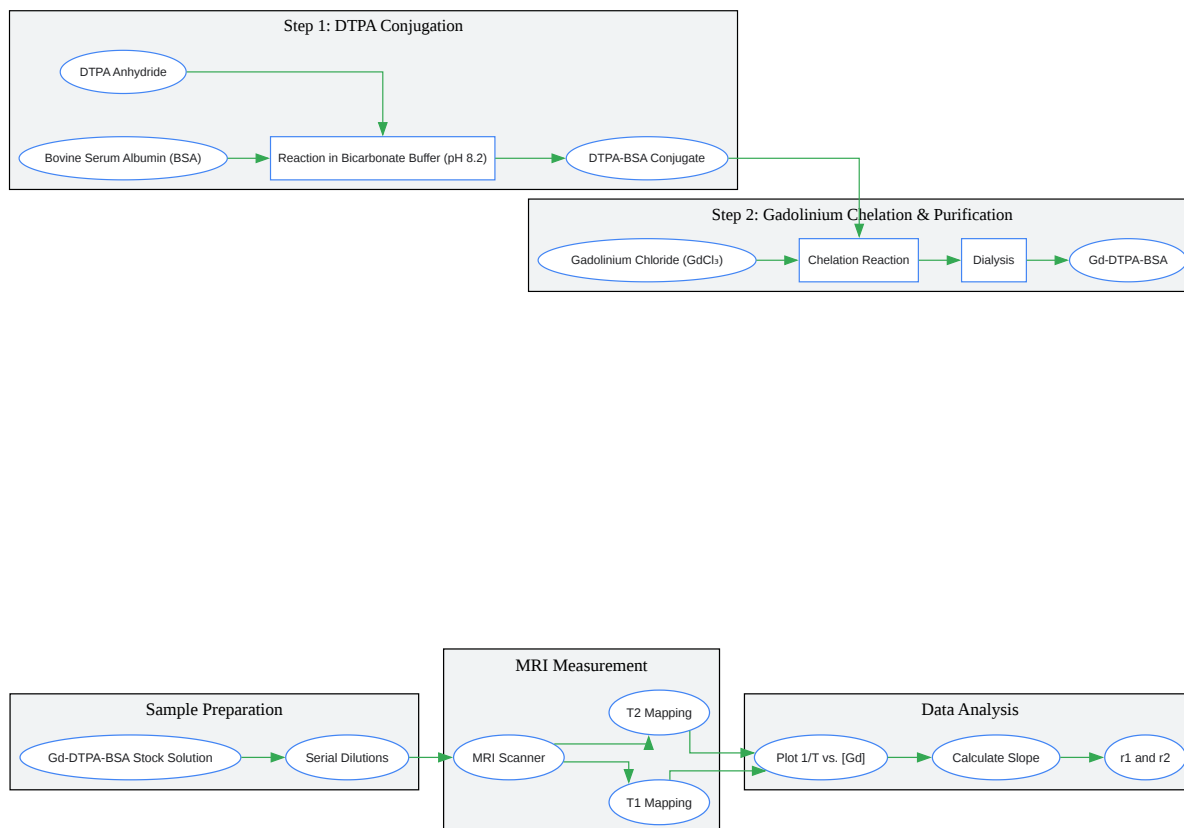 Step 1: DTPA Conjugation
DTPA Anhydride
Bovine Serum Albumin (BSA)
Reaction in Bicarbonate Buffer (pH 8.2)
DTPA-BSA Conjugate
Step 2: Gadolinium Chelation & Purification
Gadolinium Chloride (GdCl₃)
Chelation Reaction
Dialysis
Gd-DTPA-BSA
Sample Preparation
Gd-DTPA-BSA Stock Solution
Serial Dilutions
MRI Measurement
MRI Scanner
T2 Mapping
T1 Mapping
Data Analysis
Plot 1/T vs. [Gd]
Calculate Slope
r1 and r2